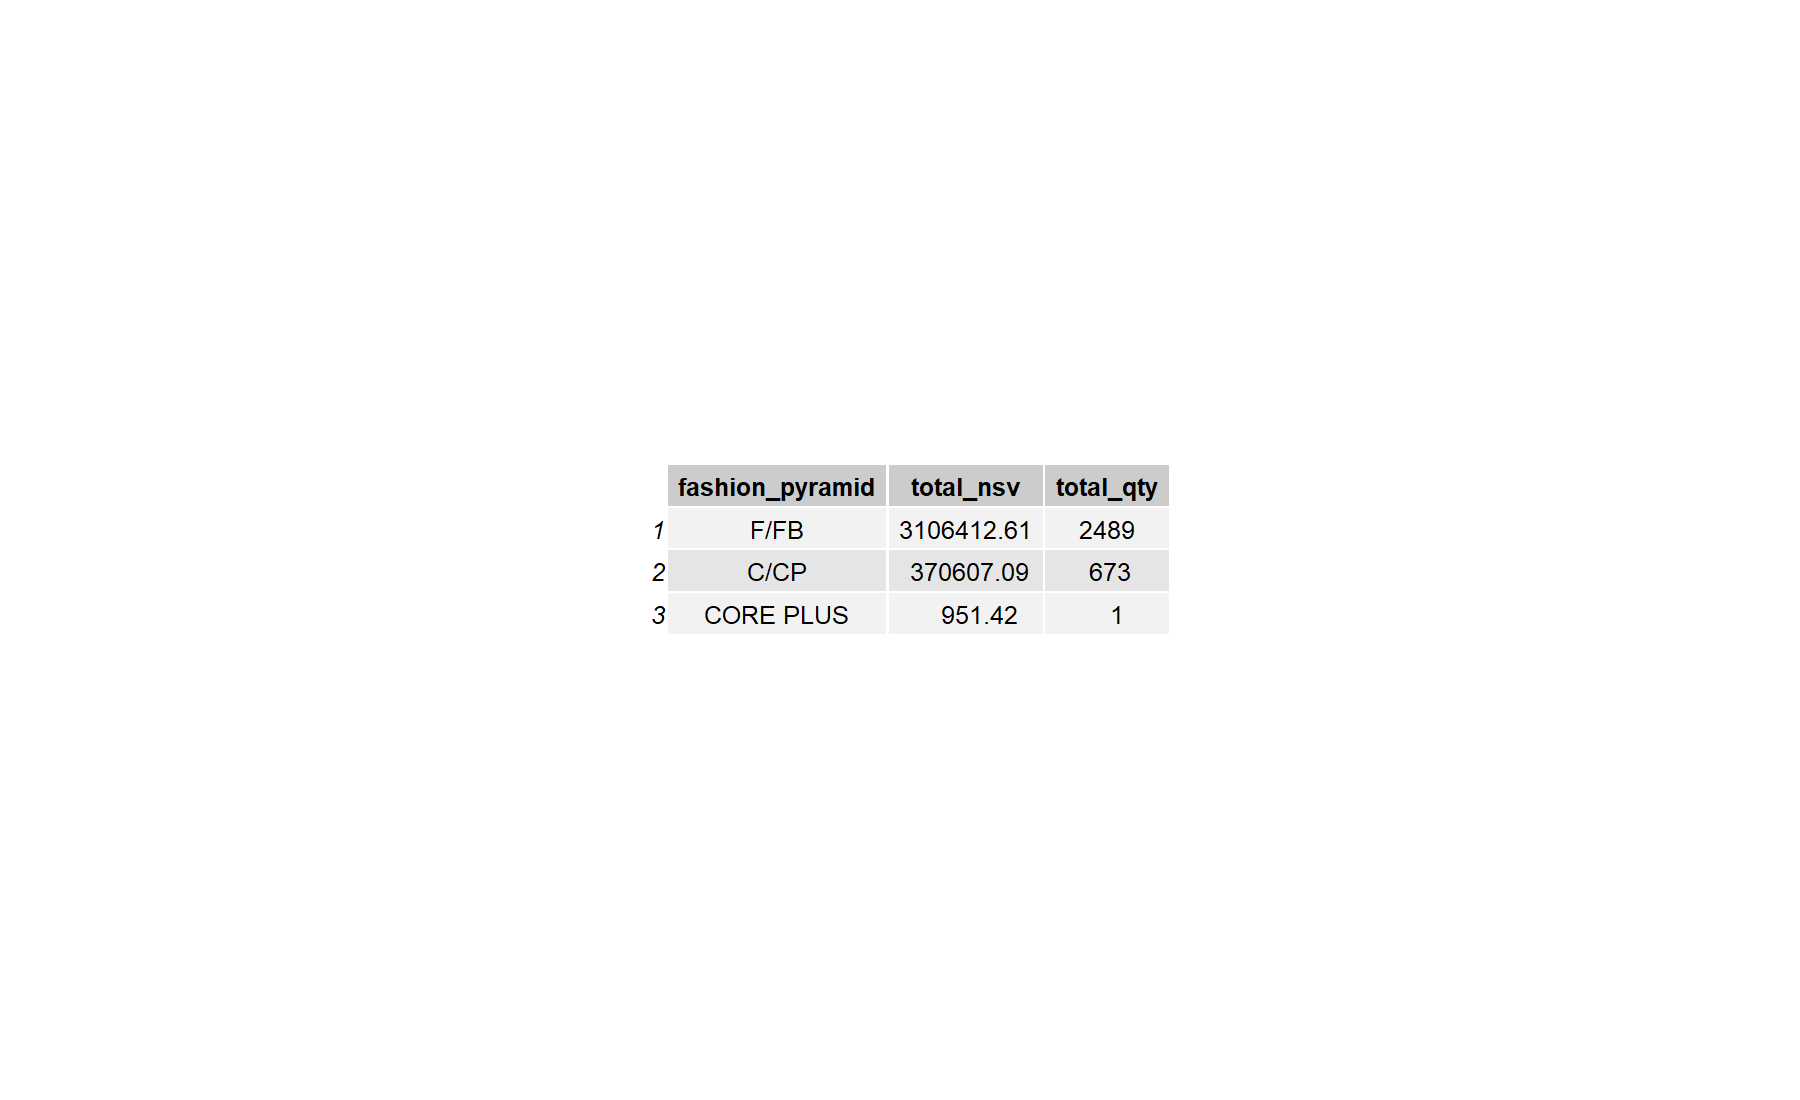 fashion_pyramid total_nsv total_qty
1 F/FB 3106412.61 2489
2 C/CP 370607.09 673
3 CORE PLUS 951.42 1